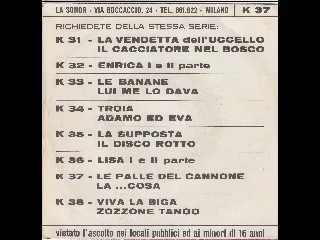 LA SONOR - VIA BOCCACCIO, 24 - TEL. 861.622 - MILANO K 37
RICHIEDETE DELLA STESSA SERIE:
K 31 - LA VENDETTA dell'UCCELLO
IL CACCIATORE NEL BOSCO
K 32 - ENRICA I e II parte
K 33 - LE BANANE
LUI ME LO DAVA
K 34 - TROIA
ADAMO ED EVA
K 35 - LA SUPPOSTA
IL DISCO ROTTO
K 36 - LISA I e II parte
K 37 - LE PALLE DEL CANNONE
LA ...COSA
K 38 - VIVA LA BIGA
ZOZZONE TANGO
vietato l'ascolto nei locali pubblici ed ai minori di 16 anni